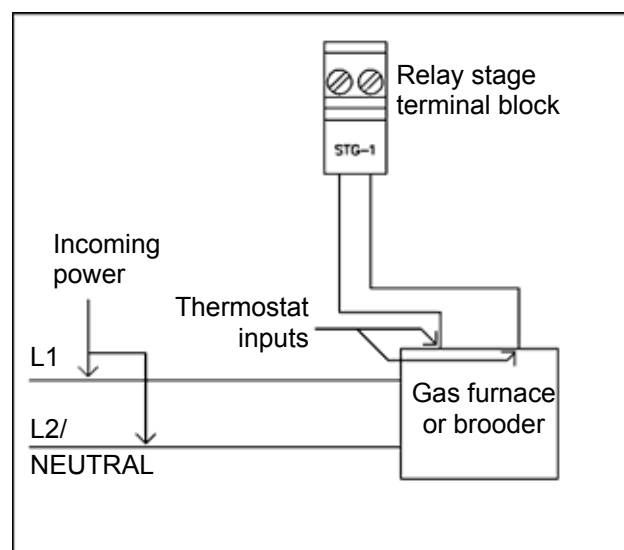 Relay stage
terminal block
STG-1
Incoming
power
Thermostat
inputs
L1
Gas furnace
or brooder
L2/
NEUTRAL